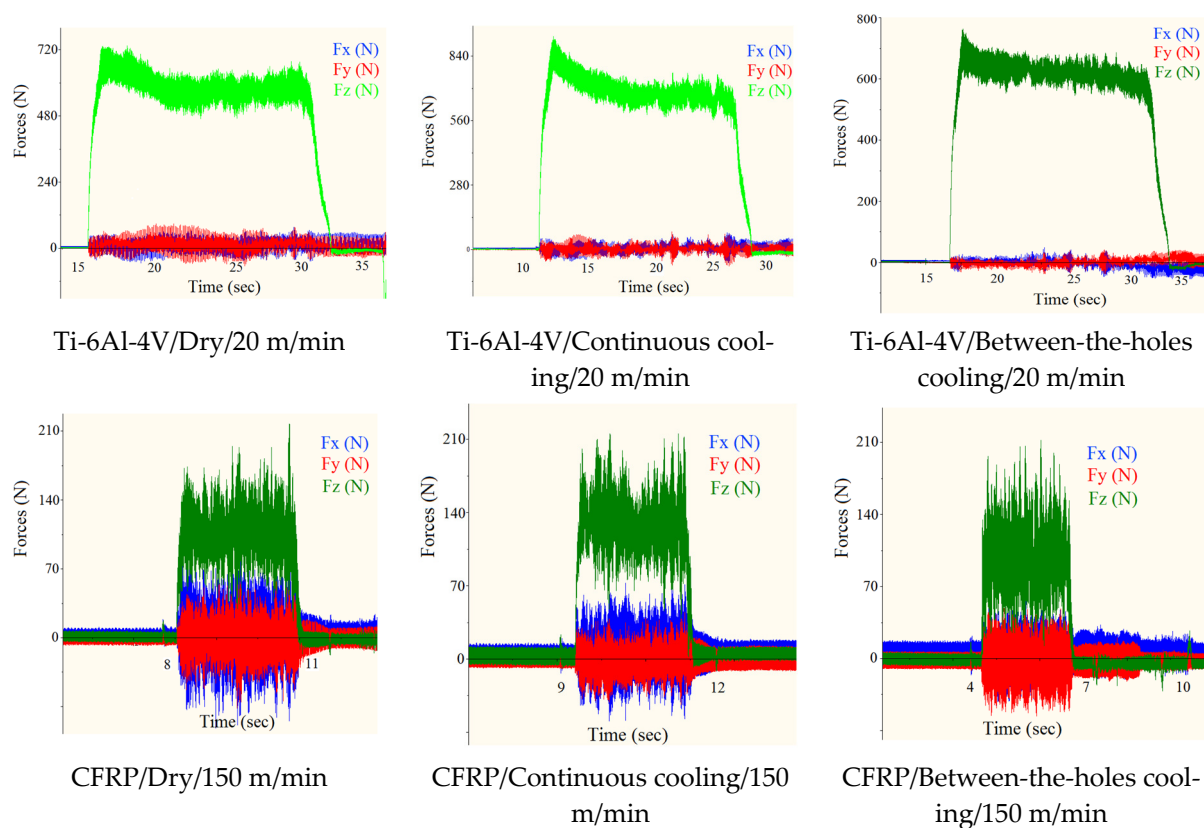 720
480
240
0
Forces (N)
Fx (N)
Fy (N)
Fz (N)
15
20
25
30
35
Time (sec)
Ti-6Al-4V/Dry/20 m/min
840
560
280
0
Forces (N)
Fx (N)
Fy (N)
Fz (N)
10
15
20
25
30
Time (sec)
Ti-6Al-4V/Continuous cool-
ing/20 m/min
800
600
400
200
0
Forces (N)
Fx (N)
Fy (N)
Fz (N)
15
20
25
30
35
Time (sec)
Ti-6Al-4V/Between-the-holes
cooling/20 m/min
210
140
70
0
Forces (N)
Fx (N)
Fy (N)
Fz (N)
8
11
Time (sec)
CFRP/Dry/150 m/min
210
140
70
0
Forces (N)
Fx (N)
Fy (N)
Fz (N)
9
12
Time (sec)
CFRP/Continuous cooling/150
m/min
210
140
70
0
Forces (N)
Fx (N)
Fy (N)
Fz (N)
4
7
10
Time (sec)
CFRP/Between-the-holes cool-
ing/150 m/min